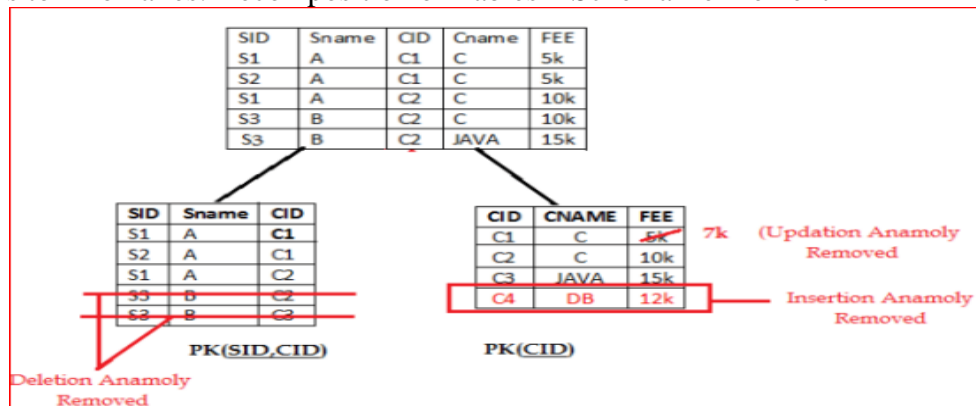 SID Sname CID Cname FEE
S1 A C1 C 5k
S2 A C1 C 5k
S1 A C2 C 10k
S3 B C2 C 10k
S3 B C2 JAVA 15k
SID Sname CID
S1 A C1
S2 A C1
S1 A C2
S3 B C2
S3 B C3
PK(SID,CID)
Deletion Anamoly
Removed
CID CNAME FEE
C1 C 5k 7k
C2 C 10k
C3 JAVA 15k
C4 DB 12k
PK(CID)
(Updation Anamoly
Removed
Insertion Anamoly
Removed